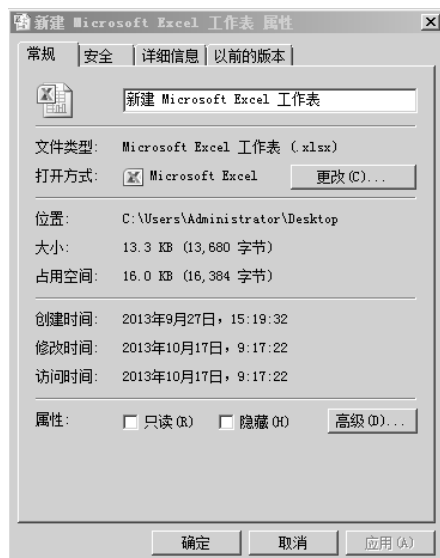 新建 Microsoft Excel 工作表 属性
常规 安全 详细信息 以前的版本
新建 Microsoft Excel 工作表
文件类型: Microsoft Excel 工作表 (.xlsx)
打开方式: Microsoft Excel 更改(C)...
位置: C:\Users\Administrator\Desktop
大小: 13.3 KB (13,680 字节)
占用空间: 16.0 KB (16,384 字节)
创建时间: 2013年9月27日，15:19:32
修改时间: 2013年10月17日，9:17:22
访问时间: 2013年10月17日，9:17:22
属性: 只读(R) 隐藏(H) 高级(D)...
确定 取消 应用(A)